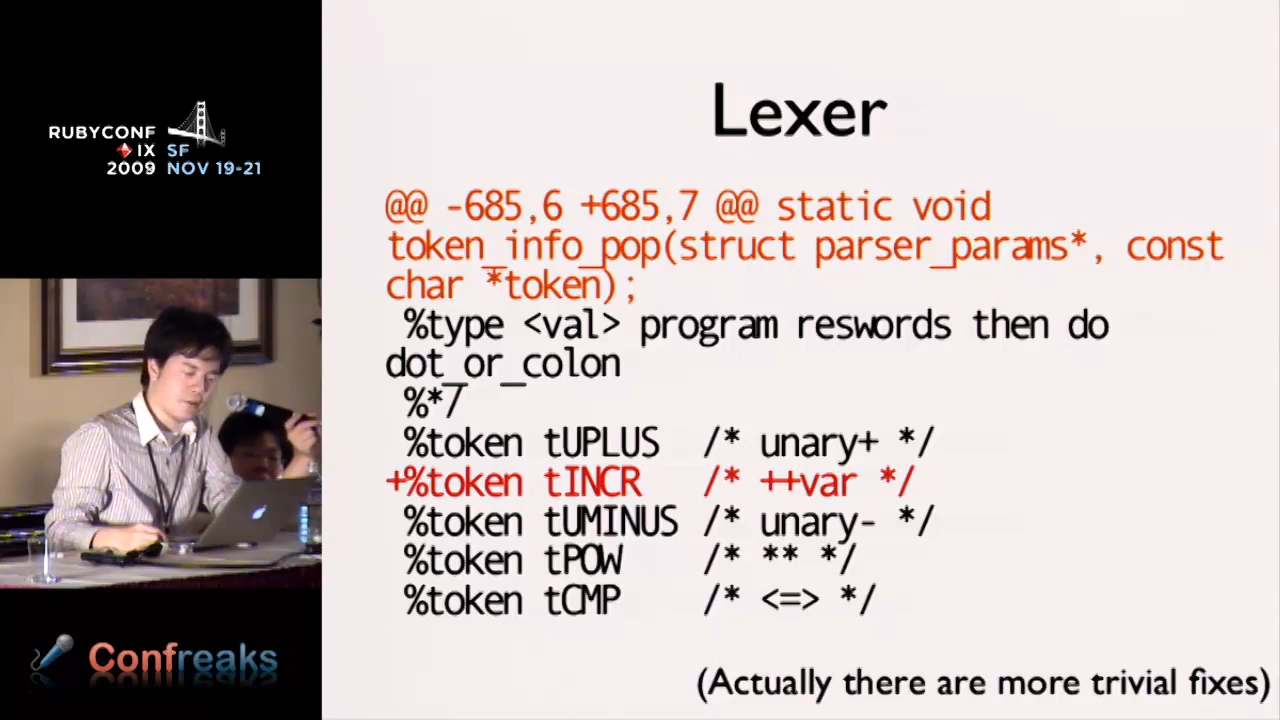 RUBYCONF
IX SF
2009 NOV 19-21
Lexer
@@ -685,6 +685,7 @@ static void
token_info_pop(struct parser_params*, const
char *token);
%type <val> program reswords then do
dot_or_colon
%*/
%token tUPLUS /* unary+ */
+%token tINCR /* ++var */
%token tUMINUS /* unary- */
%token tPOW /* ** */
%token tCMP /* <=> */
(Actually there are more trivial fixes)
Confreaks